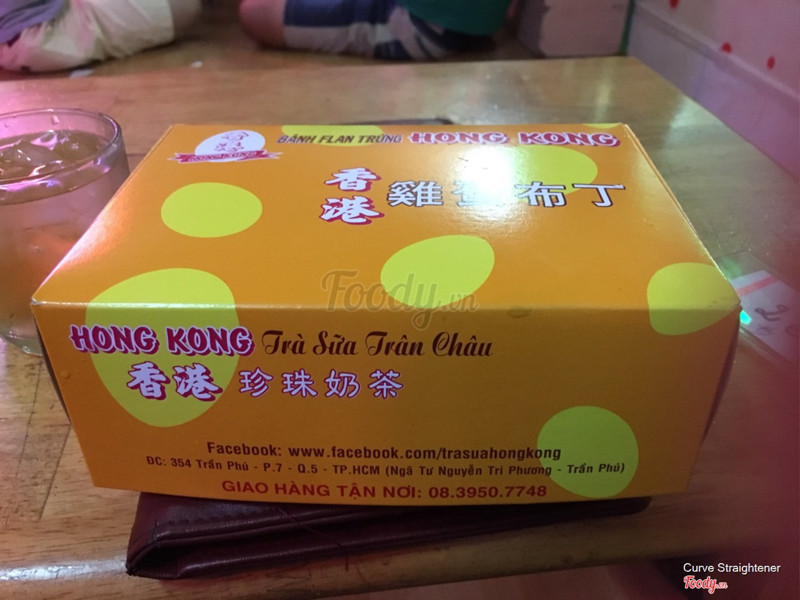 BÁNH FLAN TRỨNG HONG KONG
香港 雞蛋布丁
Foody.vn
HONG KONG Trà Sữa Trân Châu
香港 珍珠奶茶
Facebook: www.facebook.com/trasuahongkong
ĐC: 354 Trần Phú - P.7 - Q.5 - TP.HCM (Ngã Tư Nguyễn Tri Phương - Trần Phú)
GIAO HÀNG TẬN NƠI: 08.3950.7748
Curve Straightener
Foody.vn